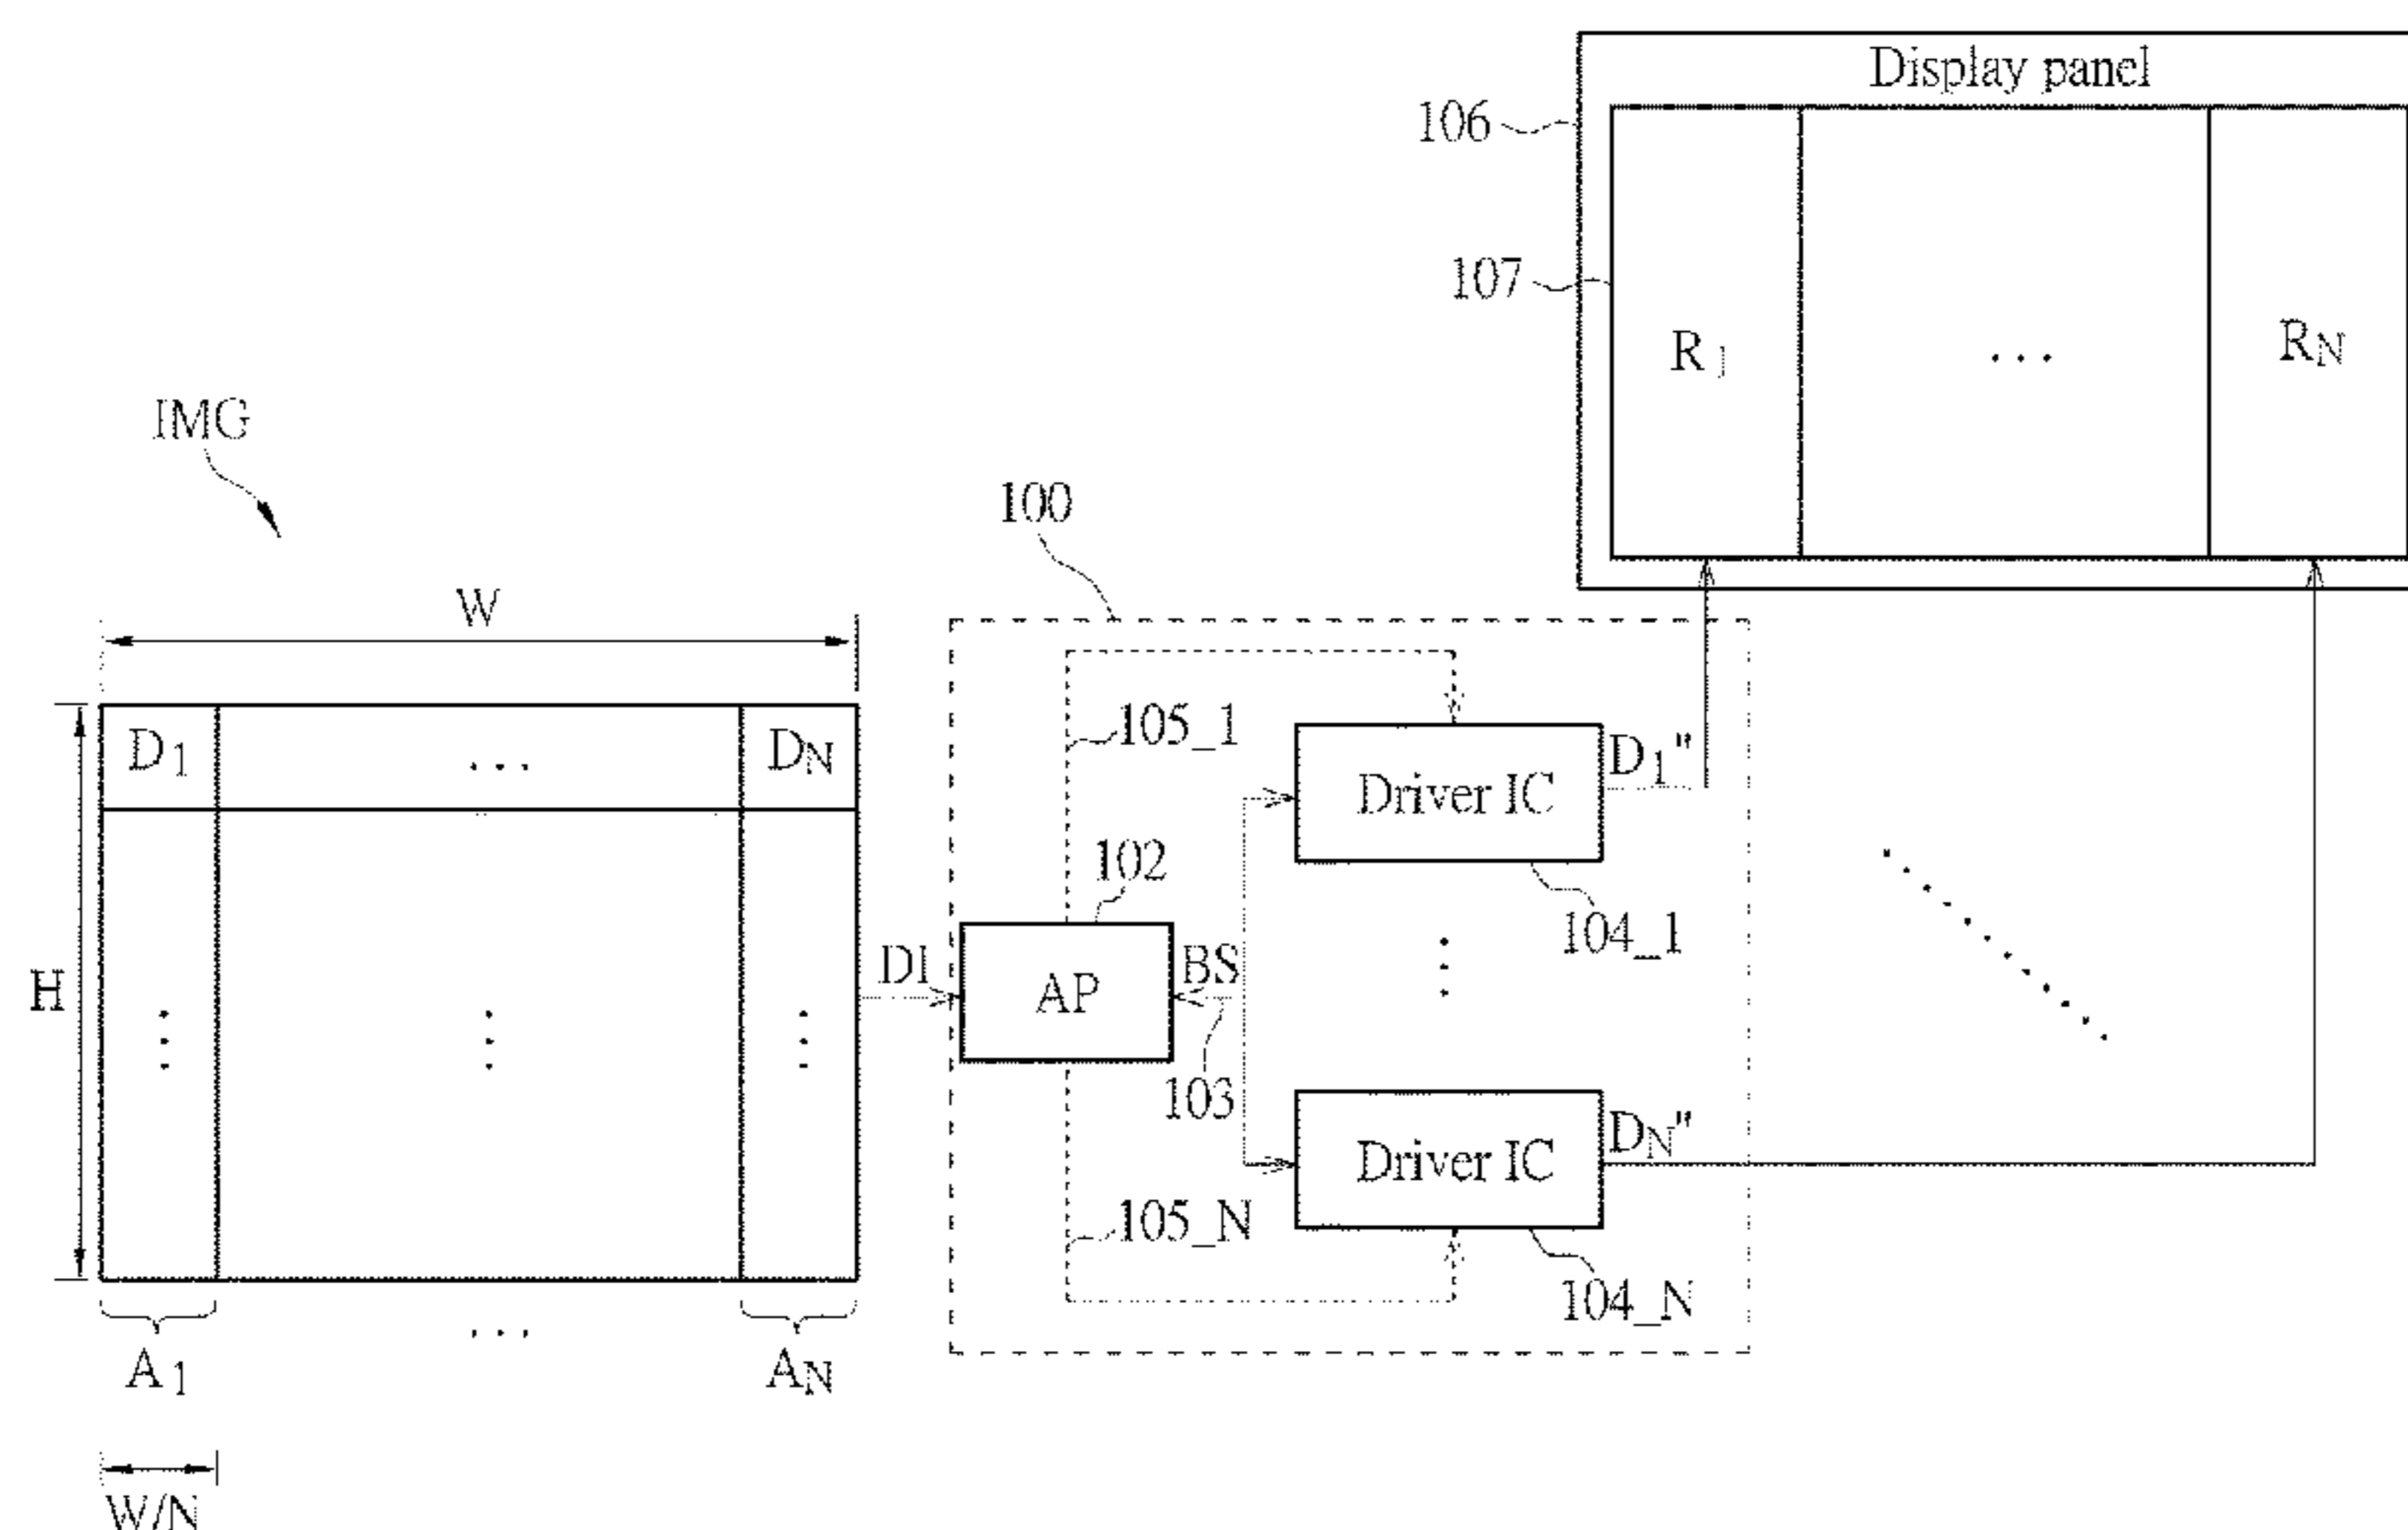 Display panel
106
107
R1
...
RN
IMG
100
W
D1
...
DN
105_1
Driver IC
D1"
102
104_1
H
DI
AP
BS
103
Driver IC
DN"
105_N
104_N
A1
...
AN
W/N